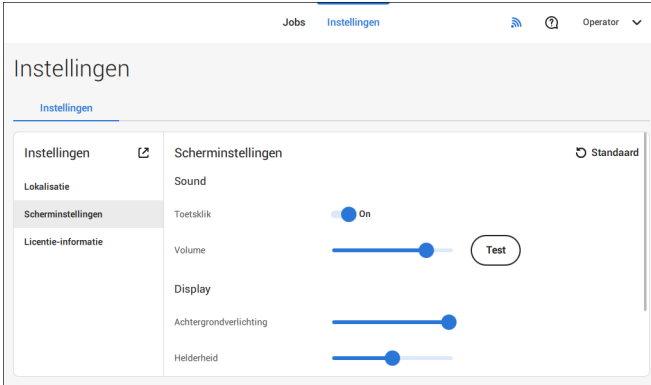 Jobs Instellingen Operator
Instellingen
Instellingen
Instellingen Scherminstellingen Standaard
Sound
Lokalisatie
Scherminstellingen Toetsklik On
Licentie-informatie Volume Test
Display
Achtergrondverlichting
Helderheid